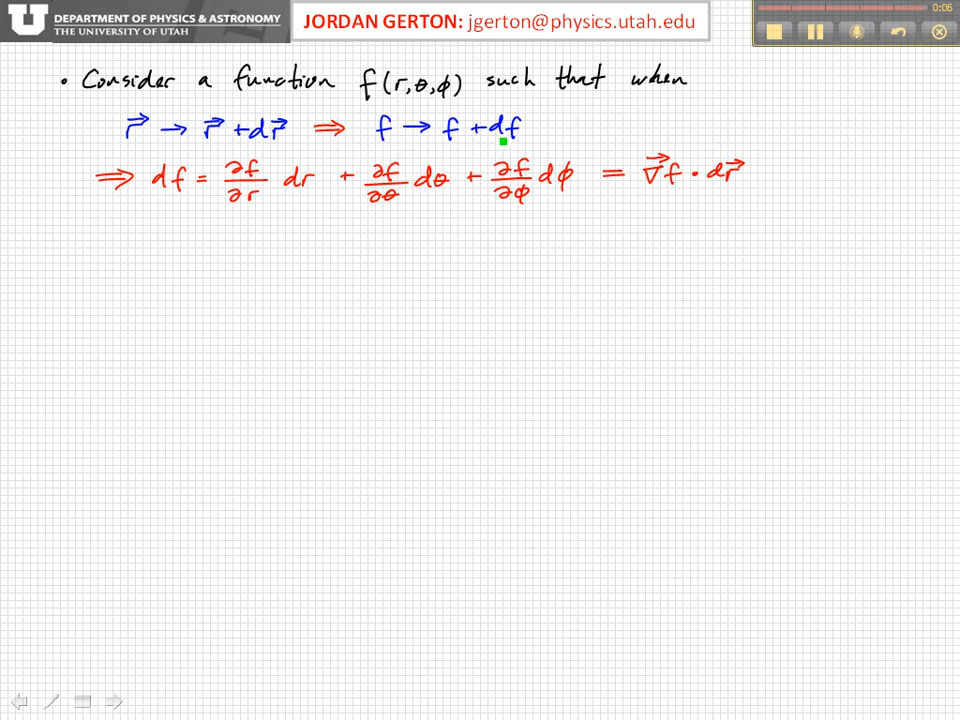 U DEPARTMENT OF PHYSICS & ASTRONOMY
THE UNIVERSITY OF UTAH
JORDAN GERTON: jgerton@physics.utah.edu
0:06
• Consider a function f(r,θ,φ) such that when
r⃗ → r⃗ + dr⃗ ⇒ f → f + df
⇒ df = ∂f/∂r dr + ∂f/∂θ dθ + ∂f/∂φ dφ = ∇⃗f · dr⃗